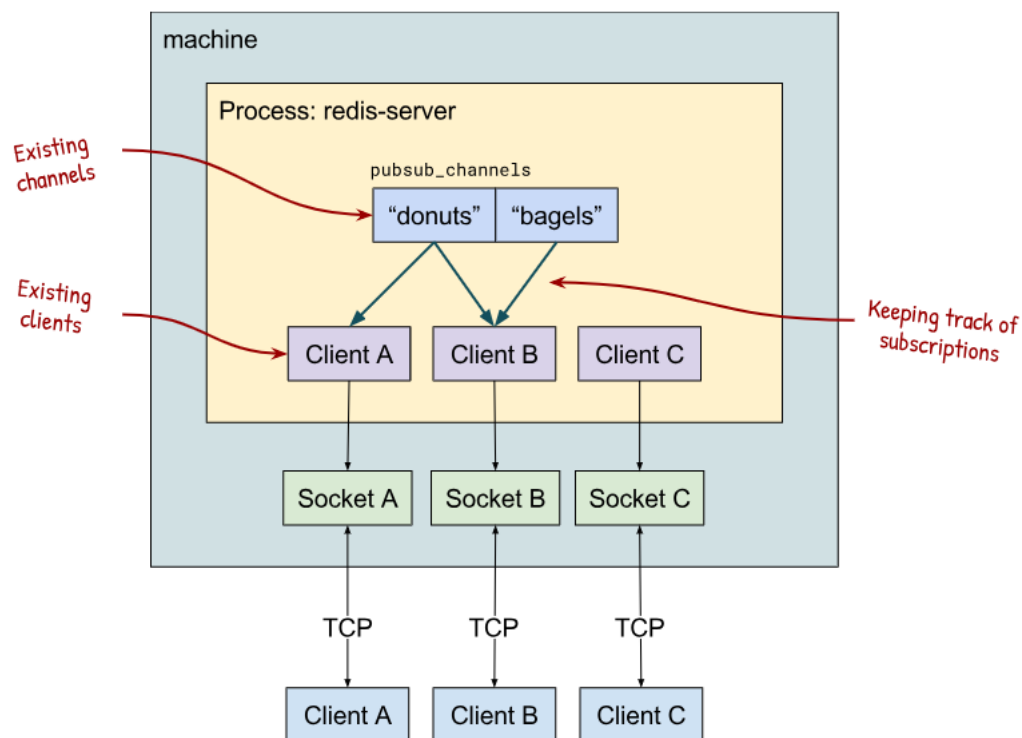 machine
Process: redis-server
Existing
channels
pubsub_channels
“donuts” “bagels”
Existing
clients
Keeping track of
subscriptions
Client A Client B Client C
Socket A Socket B Socket C
TCP TCP TCP
Client A Client B Client C